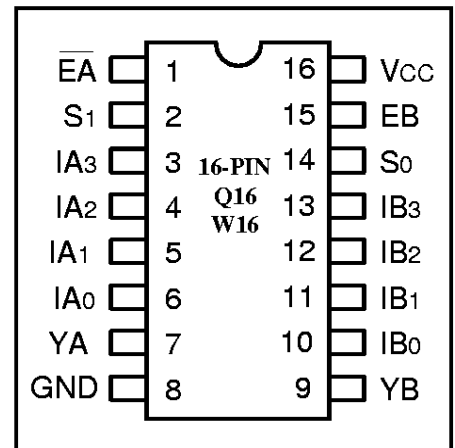 E̅A̅ 1 16 VCC
S1 2 15 EB
IA3 3 16-PIN 14 S0
IA2 4 Q16 13 IB3
W16
IA1 5 12 IB2
IA0 6 11 IB1
YA 7 10 IB0
GND 8 9 YB